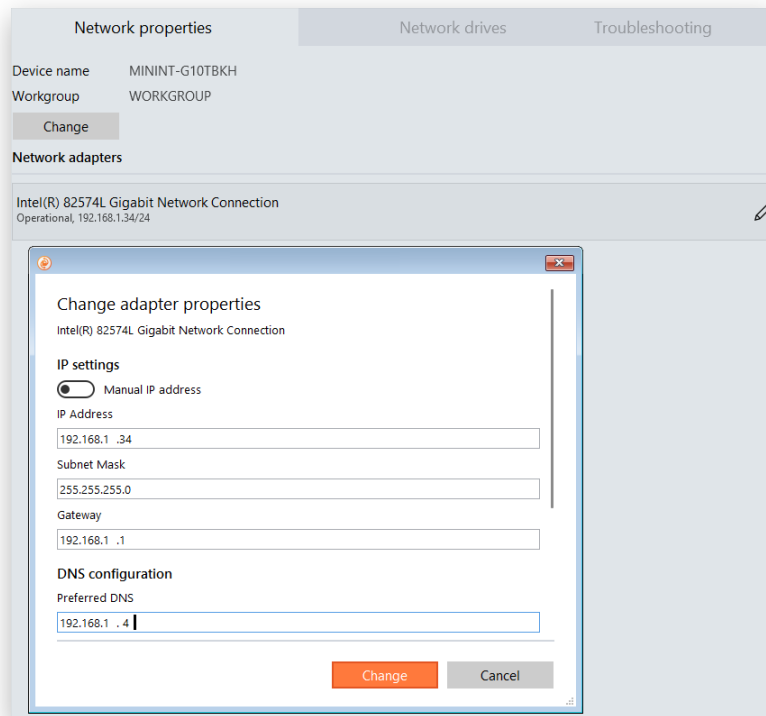 Network properties Network drives Troubleshooting
Device name MININT-G10TBKH
Workgroup WORKGROUP
Change
Network adapters
Intel(R) 82574L Gigabit Network Connection
Operational, 192.168.1.34/24
Change adapter properties
Intel(R) 82574L Gigabit Network Connection
IP settings
Manual IP address
IP Address
192.168.1 .34
Subnet Mask
255.255.255.0
Gateway
192.168.1 .1
DNS configuration
Preferred DNS
192.168.1 . 4
Change Cancel